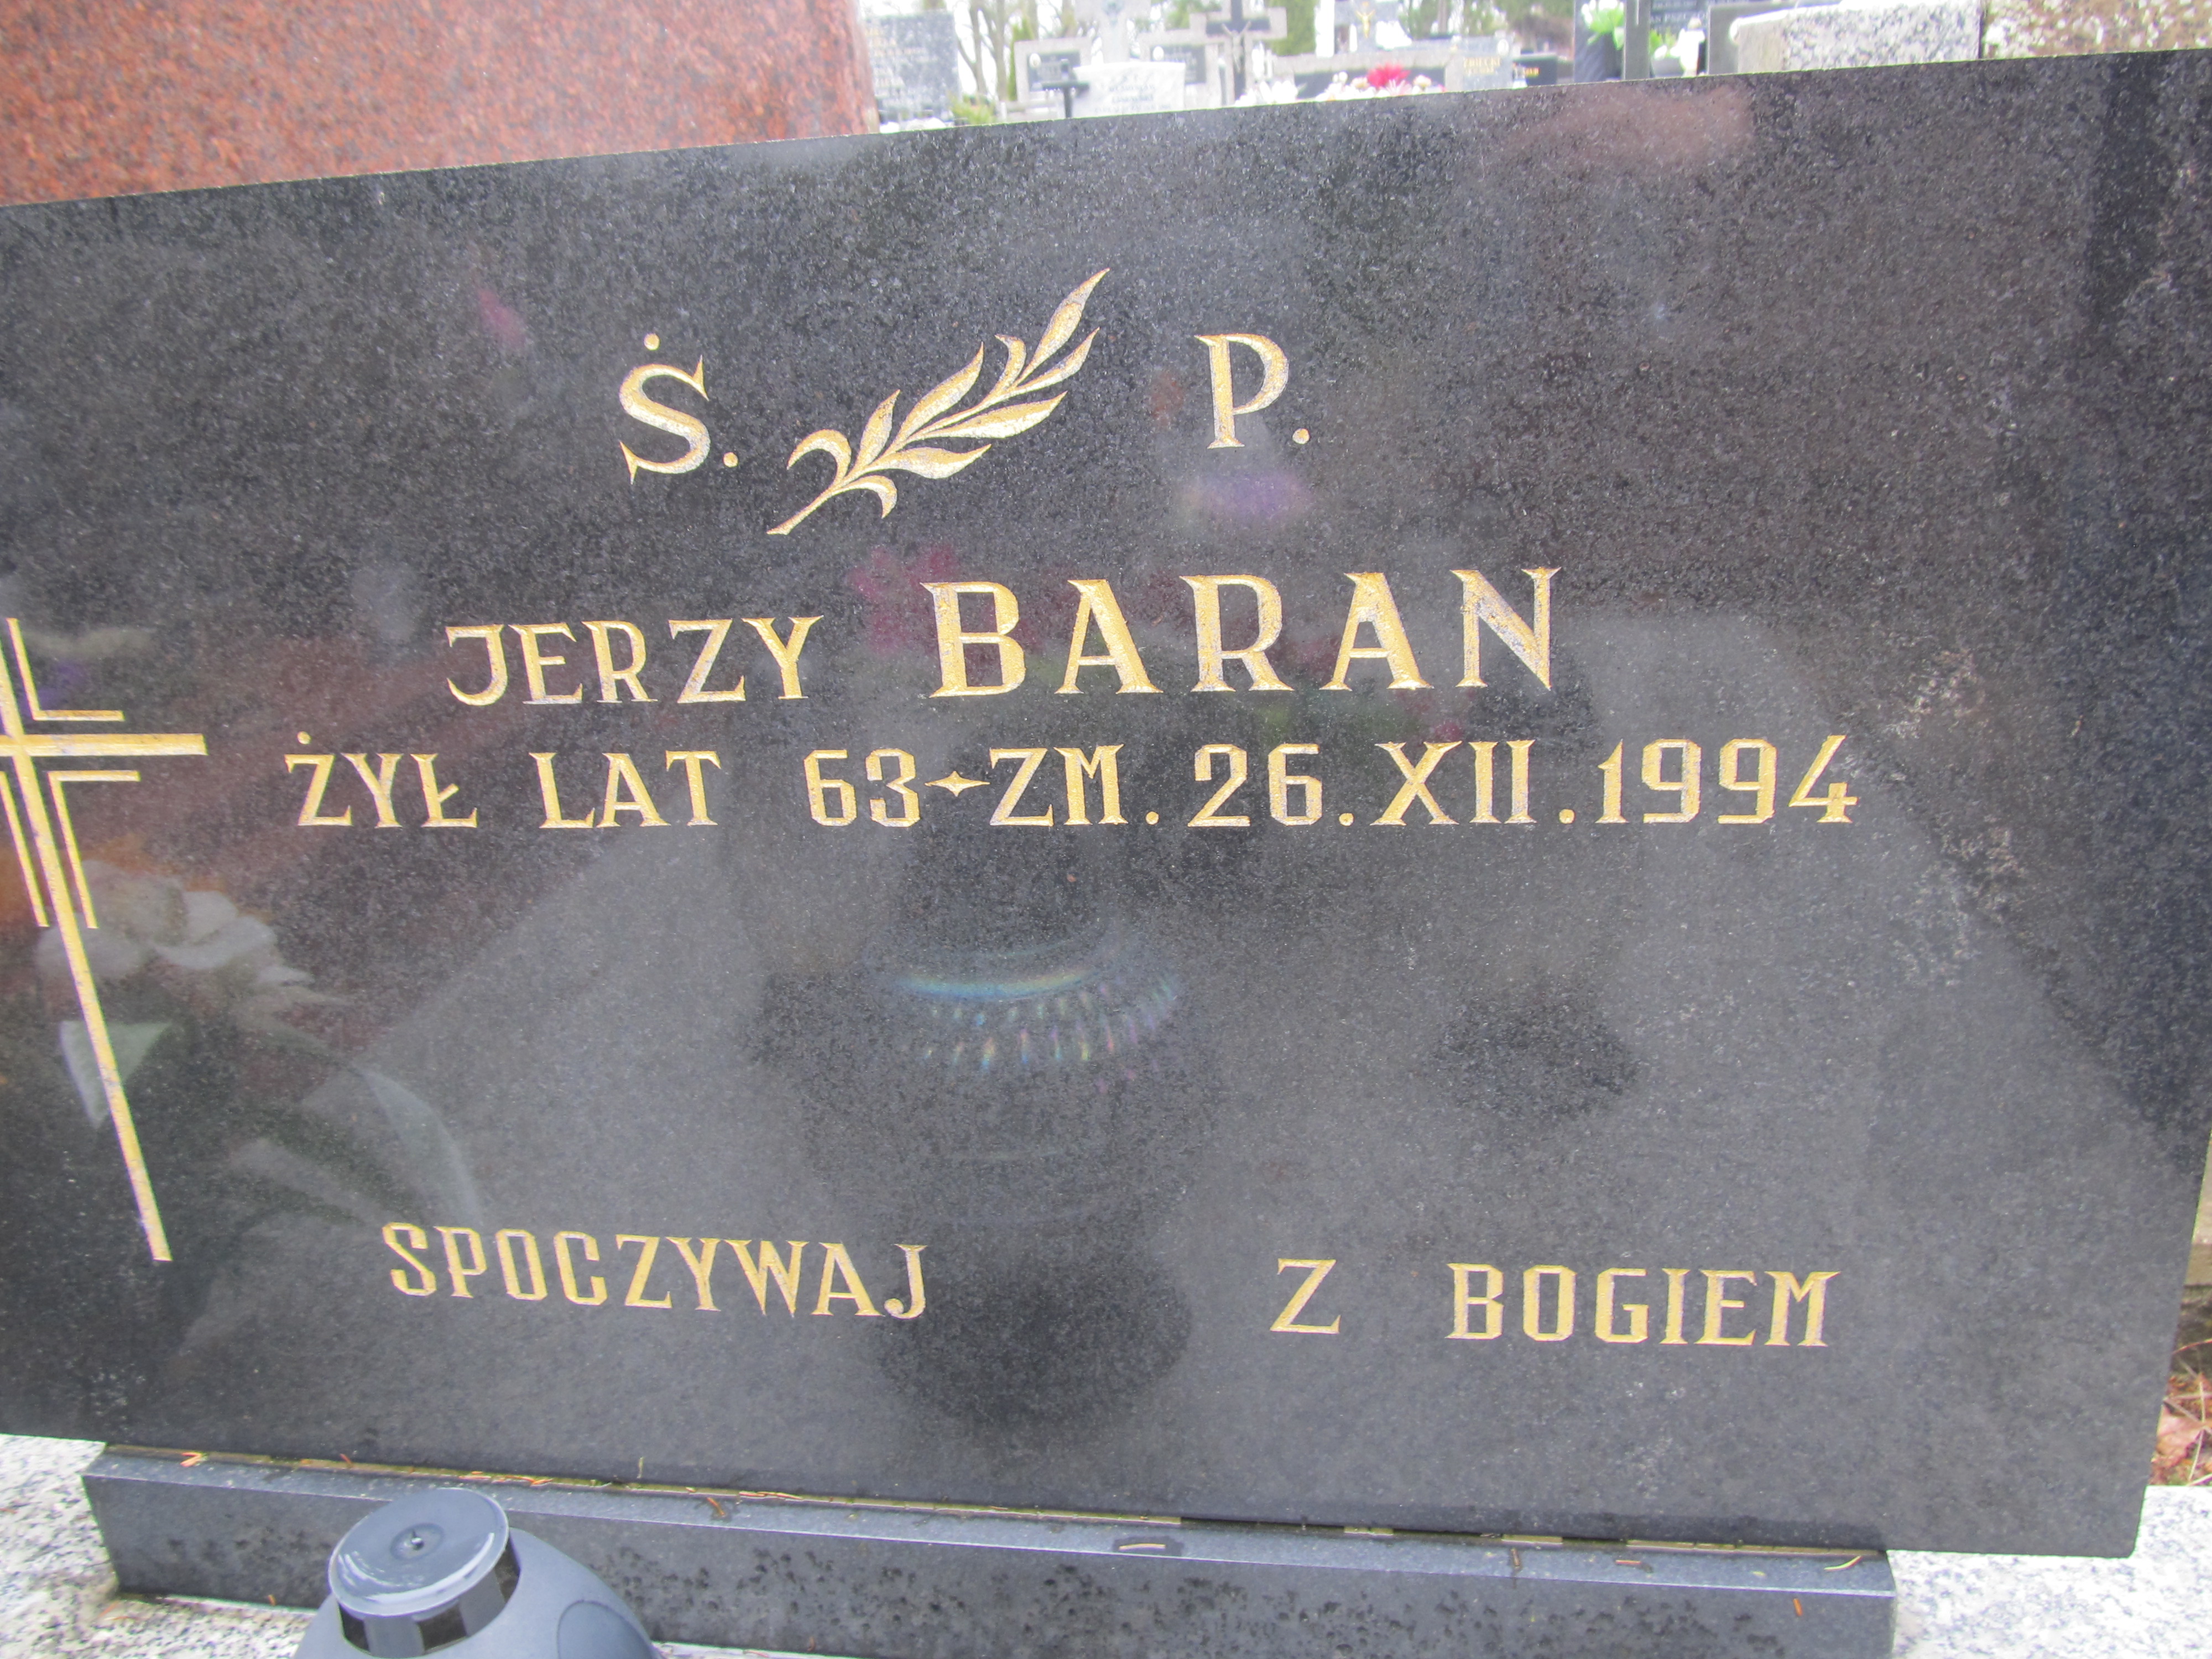 Ṡ. P.
JERZY BARAN
ŻYŁ LAT 63-ZM. 26.XII.1994
SPOCZYWAJ Z BOGIEM